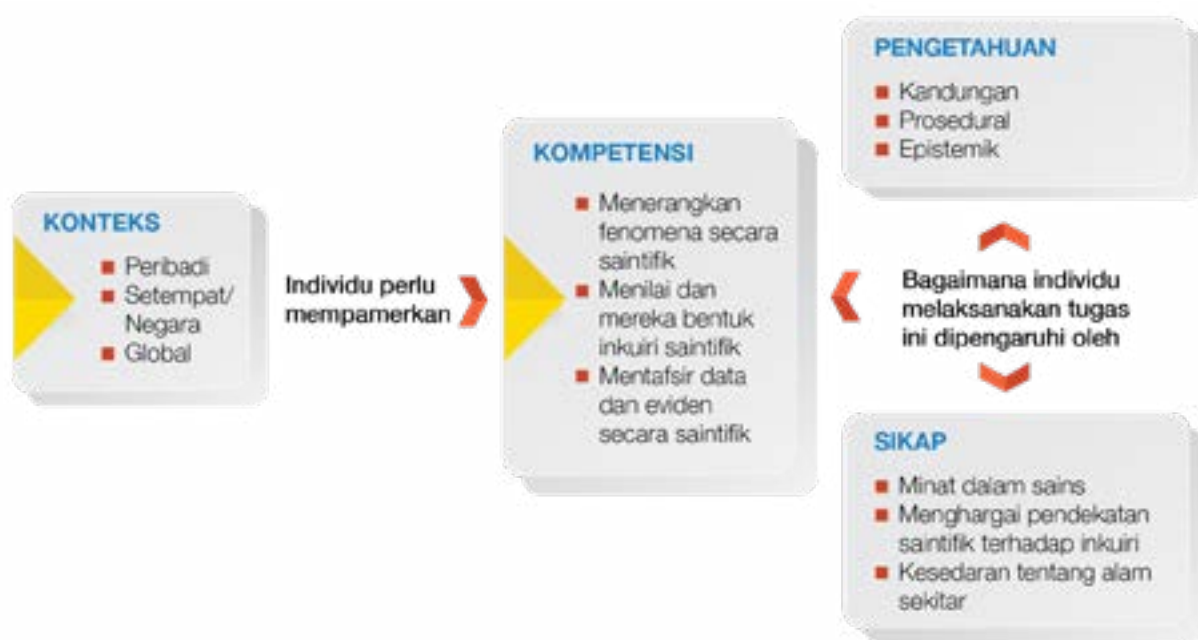 KONTEKS
Peribadi
Setempat/
Negara
Global
Individu perlu
mempamerkan
KOMPETENSI
Menerangkan
fenomena secara
saintifik
Menilai dan
mereka bentuk
inkuiri saintifik
Mentafsir data
dan eviden
secara saintifik
PENGETAHUAN
Kandungan
Prosedural
Epistemik
Bagaimana individu
melaksanakan tugas
ini dipengaruhi oleh
SIKAP
Minat dalam sains
Menghargai pendekatan
saintifik terhadap inkuiri
Kesedaran tentang alam
sekitar